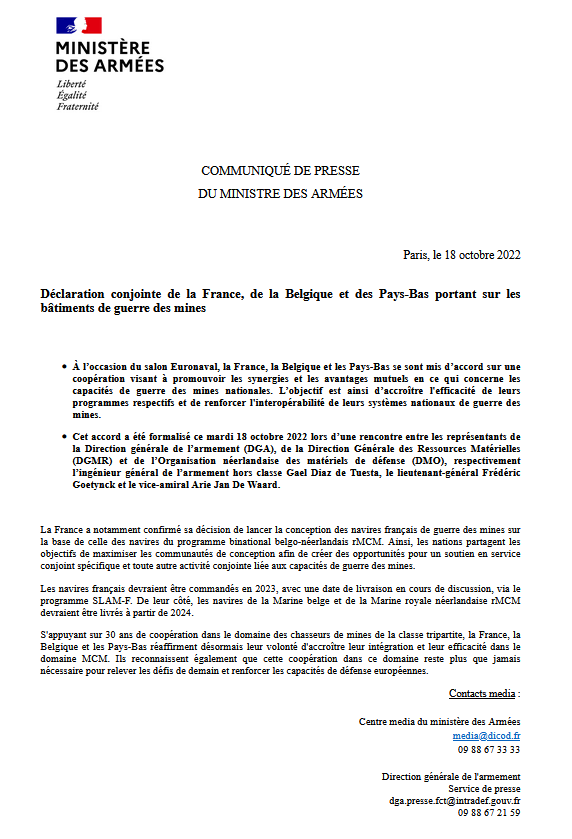 MINISTÈRE
DES ARMÉES
Liberté
Égalité
Fraternité
COMMUNIQUÉ DE PRESSE
DU MINISTRE DES ARMÉES
Paris, le 18 octobre 2022
Déclaration conjointe de la France, de la Belgique et des Pays-Bas portant sur les
bâtiments de guerre des mines
• À l’occasion du salon Euronaval, la France, la Belgique et les Pays-Bas se sont mis d’accord sur une
coopération visant à promouvoir les synergies et les avantages mutuels en ce qui concerne les
capacités de guerre des mines nationales. L’objectif est ainsi d’accroître l'efficacité de leurs
programmes respectifs et de renforcer l'interopérabilité de leurs systèmes nationaux de guerre des
mines.
• Cet accord a été formalisé ce mardi 18 octobre 2022 lors d’une rencontre entre les représentants de
la Direction générale de l’armement (DGA), de la Direction Générale des Ressources Matérielles
(DGMR) et de l’Organisation néerlandaise des matériels de défense (DMO), respectivement
l’ingénieur général de l’armement hors classe Gael Diaz de Tuesta, le lieutenant-général Frédéric
Goetynck et le vice-amiral Arie Jan De Waard.
La France a notamment confirmé sa décision de lancer la conception des navires français de guerre des mines sur
la base de celle des navires du programme binational belgo-néerlandais rMCM. Ainsi, les nations partagent les
objectifs de maximiser les communautés de conception afin de créer des opportunités pour un soutien en service
conjoint spécifique et toute autre activité conjointe liée aux capacités de guerre des mines.
Les navires français devraient être commandés en 2023, avec une date de livraison en cours de discussion, via le
programme SLAM-F. De leur côté, les navires de la Marine belge et de la Marine royale néerlandaise rMCM
devraient être livrés à partir de 2024.
S'appuyant sur 30 ans de coopération dans le domaine des chasseurs de mines de la classe tripartite, la France, la
Belgique et les Pays-Bas réaffirment désormais leur volonté d'accroître leur intégration et leur efficacité dans le
domaine MCM. Ils reconnaissent également que cette coopération dans ce domaine reste plus que jamais
nécessaire pour relever les défis de demain et renforcer les capacités de défense européennes.
Contacts media :
Centre media du ministère des Armées
media@dicod.fr
09 88 67 33 33
Direction générale de l'armement
Service de presse
dga.presse.fct@intradef.gouv.fr
09 88 67 21 59